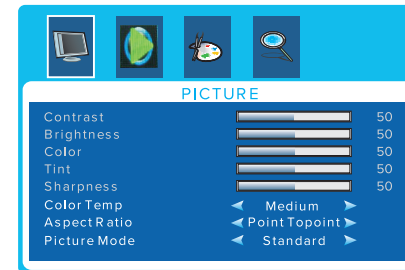 PICTURE
Contrast 50
Brightness 50
Color 50
Tint 50
Sharpness 50
Color Temp Medium
Aspect Ratio Point Topoint
Picture Mode Standard